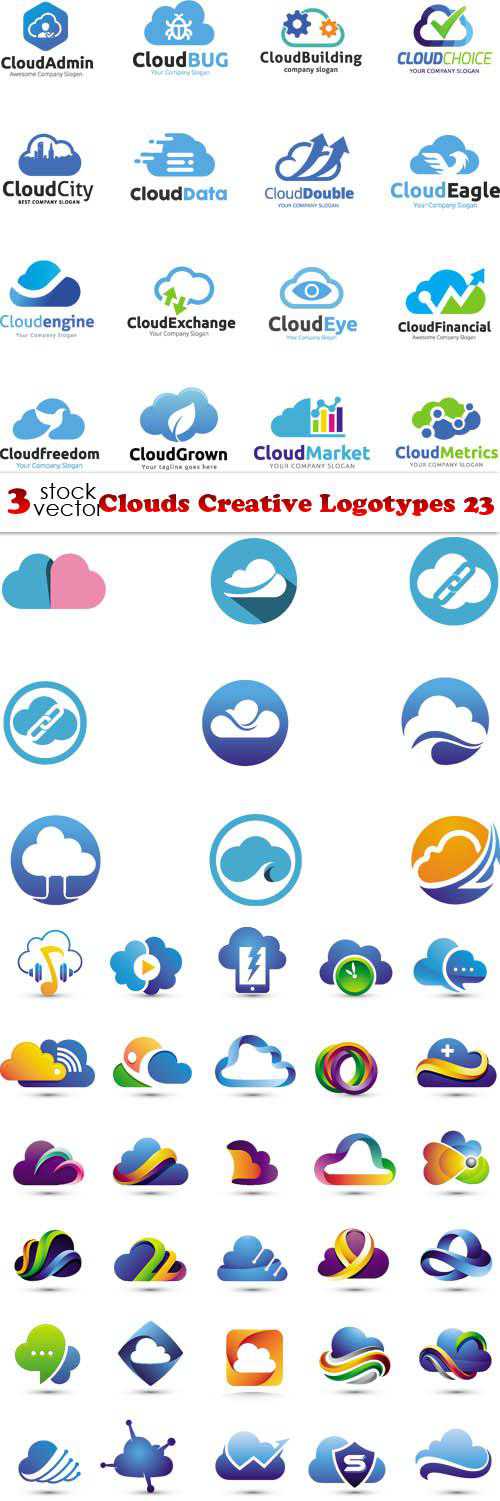 CloudAdmin
Awesome Company Slogan
CloudBUG
Your Company Slogan
CloudBuilding
company slogan
CLOUDCHOICE
YOUR COMPANY SLOGAN
CloudCity
BEST COMPANY SLOGAN
CloudData
CloudDouble
YOUR COMPANY SLOGAN
CloudEagle
Your Company Slogan
Cloudengine
Your Company Slogan
CloudExchange
Your Company Slogan
CloudEye
Your Company Slogan
CloudFinancial
Awesome Company Slogan
Cloudfreedom
Your Company Slogan
CloudGrown
Your tagline goes here
CloudMarket
YOUR COMPANY SLOGAN
CloudMetrics
YOUR COMPANY SLOGAN
3 stock vector Clouds Creative Logotypes 23
S